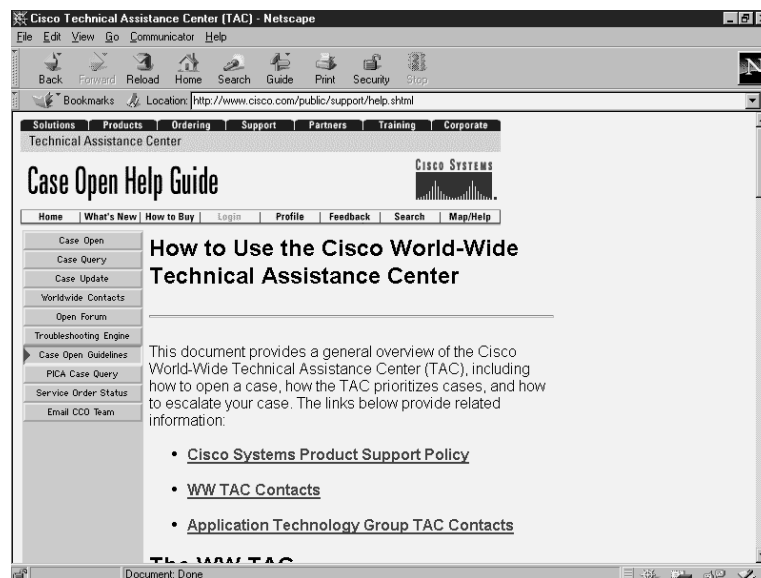 Cisco Technical Assistance Center (TAC) - Netscape
File Edit View Go Communicator Help
Back Forward Reload Home Search Guide Print Security Stop
N
Bookmarks Location: http://www.cisco.com/public/support/help.shtml
Solutions Products Ordering Support Partners Training Corporate
Technical Assistance Center
Case Open Help Guide
CISCO SYSTEMS
Home | What's New | How to Buy | Login | Profile | Feedback | Search | Map/Help
Case Open
Case Query
Case Update
Worldwide Contacts
Open Forum
Troubleshooting Engine
Case Open Guidelines
PICA Case Query
Service Order Status
Email CCO Team
How to Use the Cisco World-Wide
Technical Assistance Center
This document provides a general overview of the Cisco
World-Wide Technical Assistance Center (TAC), including
how to open a case, how the TAC prioritizes cases, and how
to escalate your case. The links below provide related
information:
• Cisco Systems Product Support Policy
• WW TAC Contacts
• Application Technology Group TAC Contacts
The WW TAC
Document: Done